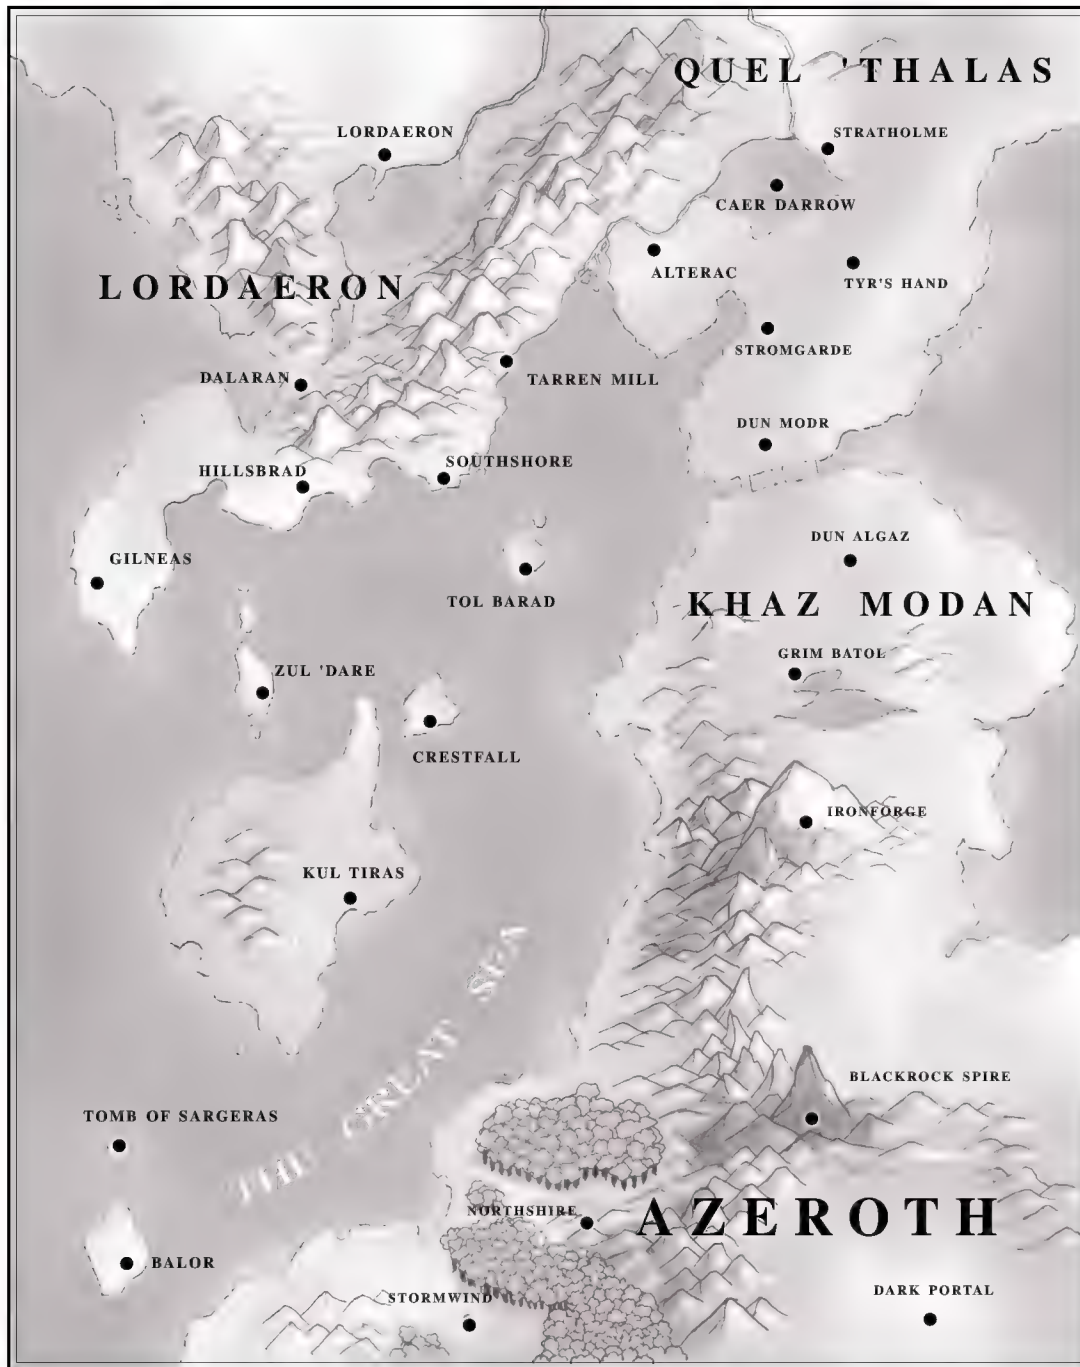 QUEL 'THALAS
LORDAERON
STRATHOLME
CAER DARROW
ALTERAC
TYR'S HAND
LORDAERON
STROMGARDE
DALARAN
TARREN MILL
DUN MODR
HILLSBRAD
SOUTHSHORE
DUN ALGAZ
GILNEAS
TOL BARAD
KHAZ MODAN
GRIM BATOL
ZUL 'DARE
CRESTFALL
IRONFORGE
KUL TIRAS
THE GREAT SEA
BLACKROCK SPIRE
TOMB OF SARGERAS
NORTHSHIRE
AZEROTH
BALOR
DARK PORTAL
STORMWIND